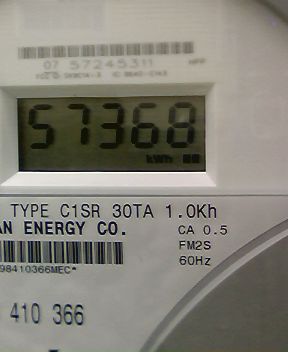 07 57245311
57368
kWh
TYPE C1SR 30TA 1.0Kh
AN ENERGY CO.
CA 0.5
FM2S
60Hz
98410366MEC*
410 366